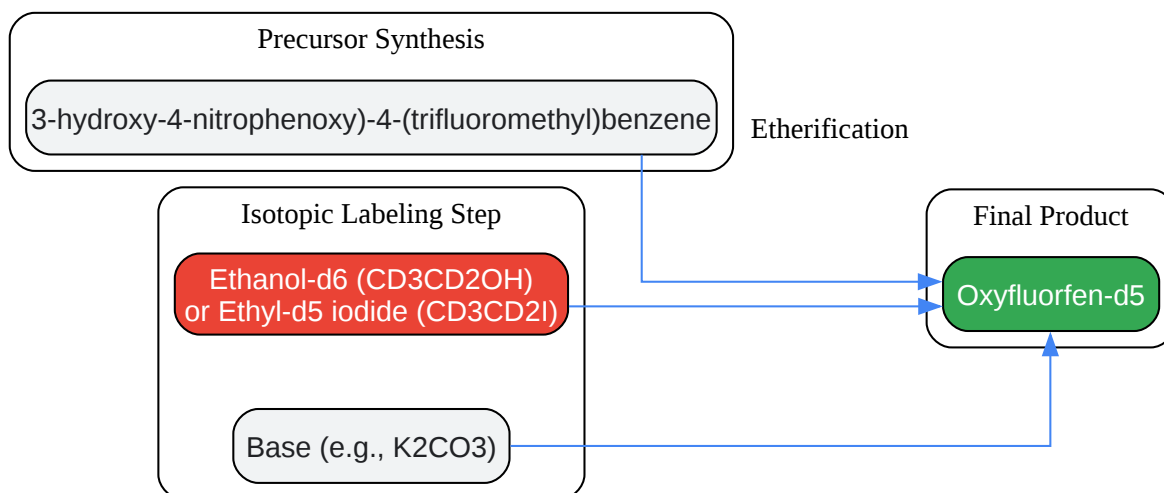 Precursor Synthesis
3-hydroxy-4-nitrophenoxy)-4-(trifluoromethyl)benzene
Etherification
Isotopic Labeling Step
Ethanol-d6 (CD3CD2OH)
or Ethyl-d5 iodide (CD3CD2I)
Base (e.g., K2CO3)
Final Product
Oxyfluorfen-d5